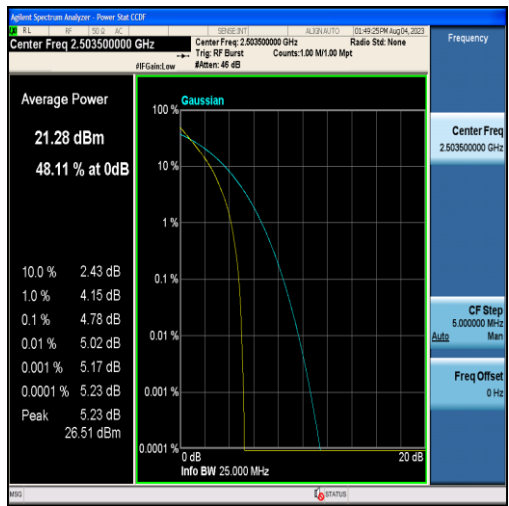 Agilent Spectrum Analyzer - Power Stat CCDF
RL RF 50 Ω AC SENSE:INT ALIGN AUTO 01:49:25 PM Aug 04, 2023
Center Freq 2.503500000 GHz
Center Freq: 2.503500000 GHz Radio Std: None
Trig: RF Burst Counts:1.00 M/1.00 Mpt
#IFGain:Low #Atten: 46 dB
Frequency
Average Power
21.28 dBm
48.11 % at 0dB
10.0 % 2.43 dB
1.0 % 4.15 dB
0.1 % 4.78 dB
0.01 % 5.02 dB
0.001 % 5.17 dB
0.0001 % 5.23 dB
Peak 5.23 dB
26.51 dBm
Gaussian
100 %
10 %
1 %
0.1 %
0.01 %
0.001 %
0.0001 %
0 dB 20 dB
Info BW 25.000 MHz
Center Freq
2.503500000 GHz
CF Step
5.000000 MHz
Auto Man
Freq Offset
0 Hz
MSG STATUS